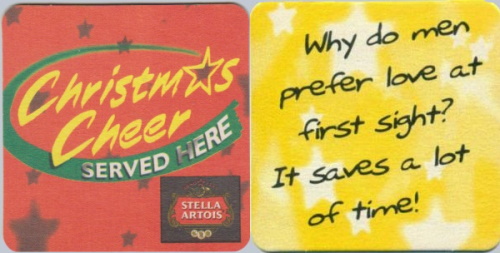 Christmas
Cheer
SERVED HERE
STELLA
ARTOIS
Why do men
prefer love at
first sight?
It saves a lot
of time!